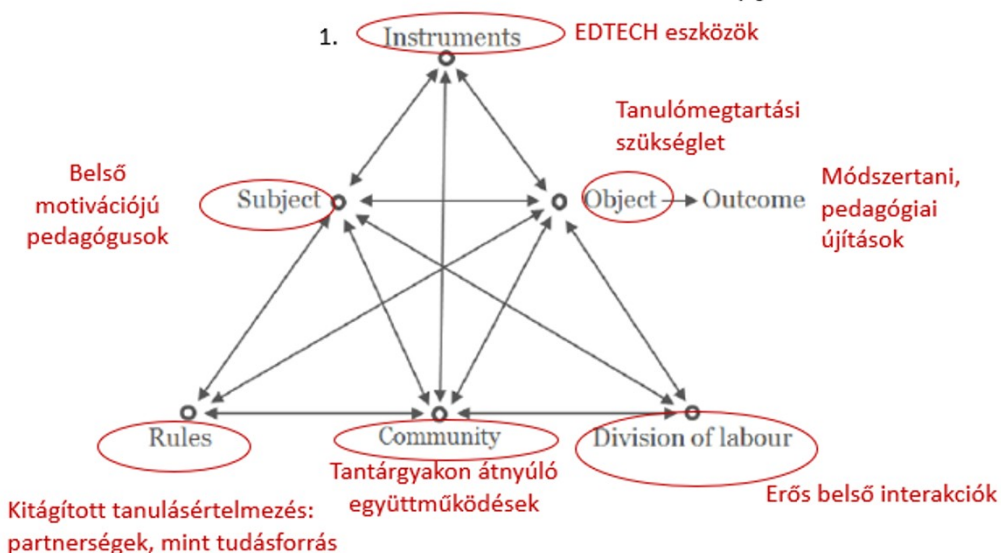 1.
Instruments
EDTECH eszközök
Tanulómegtartási
szükséglet
Belső
motivációjú
pedagógusok
Subject
Object
Outcome
Módszertani,
pedagógiai
újítások
Rules
Community
Division of labour
Tantárgyakon átnyúló
együttműködések
Erős belső interakciók
Kitágított tanulásértelmezés:
partnerségek, mint tudásforrás